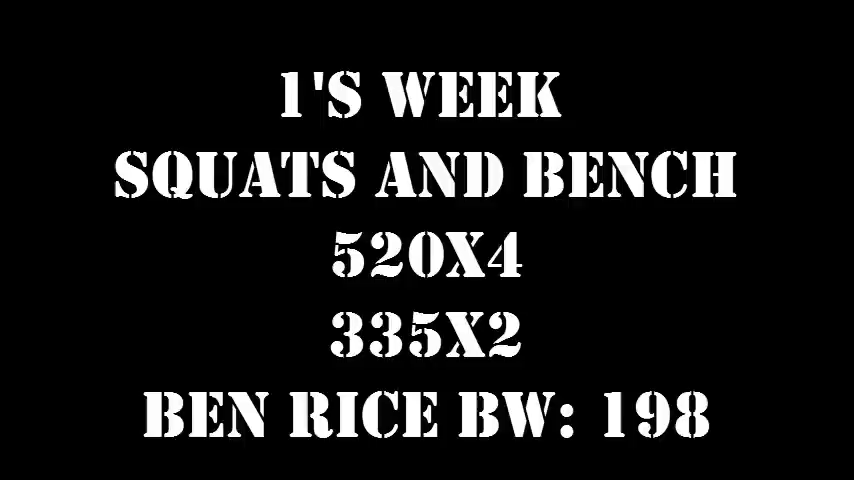 1'S WEEK
SQUATS AND BENCH
520X4
335X2
BEN RICE BW: 198